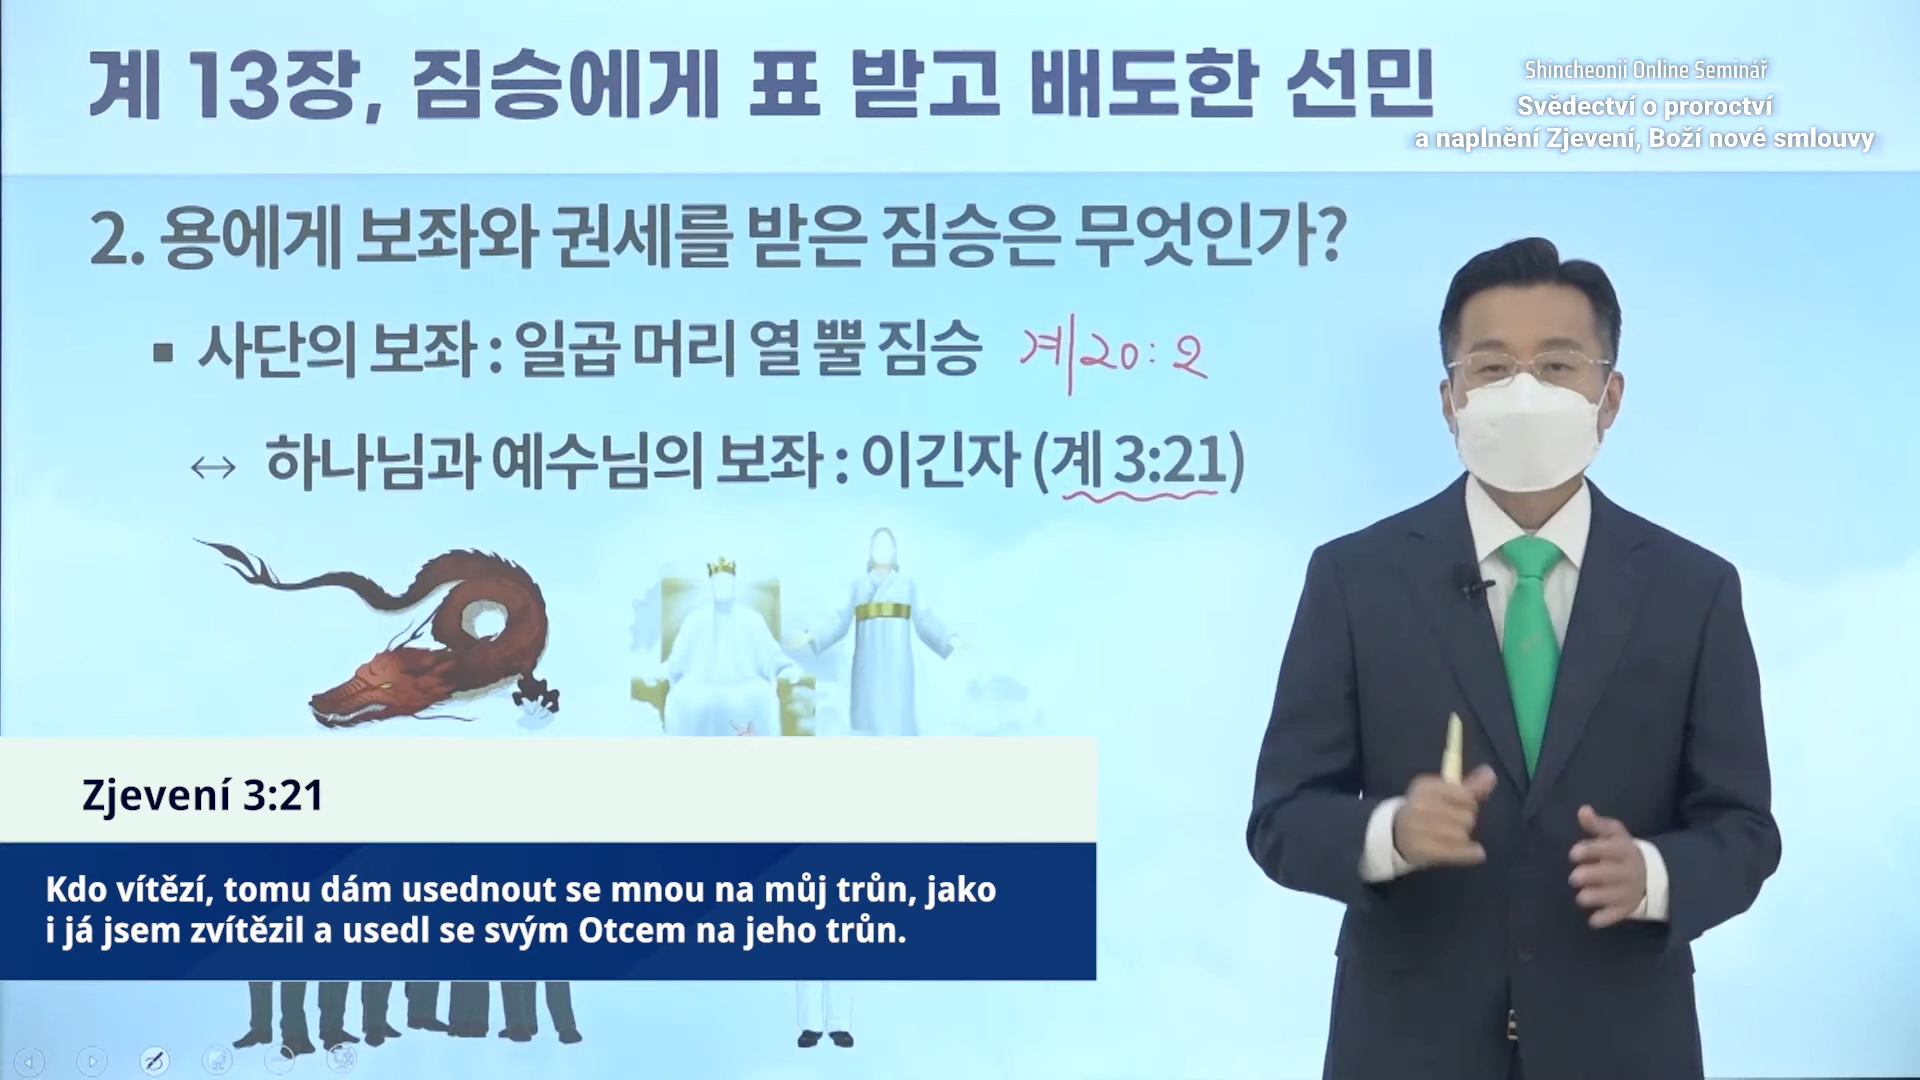 계 13장, 짐승에게 표 받고 배도한 선민
Shincheonji Online Seminář
Svědectví o proroctví
a naplnění Zjevení, Boží nové smlouvy
2. 용에게 보좌와 권세를 받은 짐승은 무엇인가?
▪ 사단의 보좌 : 일곱 머리 열 뿔 짐승 계 20:2
↔ 하나님과 예수님의 보좌 : 이긴자 (계 3:21)
Zjevení 3:21
Kdo vítězí, tomu dám usednout se mnou na můj trůn, jako
i já jsem zvítězil a usedl se svým Otcem na jeho trůn.